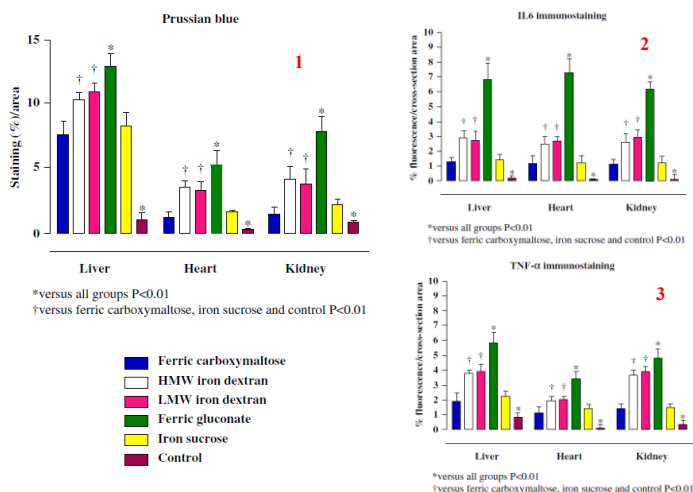 Prussian blue
15
10
5
0
Staining (%)/area
1
† † * * † † * † † * *
Liver Heart Kidney
*versus all groups P<0.01
†versus ferric carboxymaltose, iron sucrose and control P<0.01
Ferric carboxymaltose
HMW iron dextran
LMW iron dextran
Ferric gluconate
Iron sucrose
Control
IL6 immunostaining
10
9
8
7
6
5
4
3
2
1
0
% fluorescence/cross-section area
2
† † * * † † * * † † * *
Liver Heart Kidney
*versus all groups P<0.01
†versus ferric carboxymaltose, iron sucrose and control P<0.01
TNF-α immunostaining
10
9
8
7
6
5
4
3
2
1
0
% fluorescence/cross-section area
3
† † * * † † * * † † * *
Liver Heart Kidney
*versus all groups P<0.01
†versus ferric carboxymaltose, iron sucrose and control P<0.01